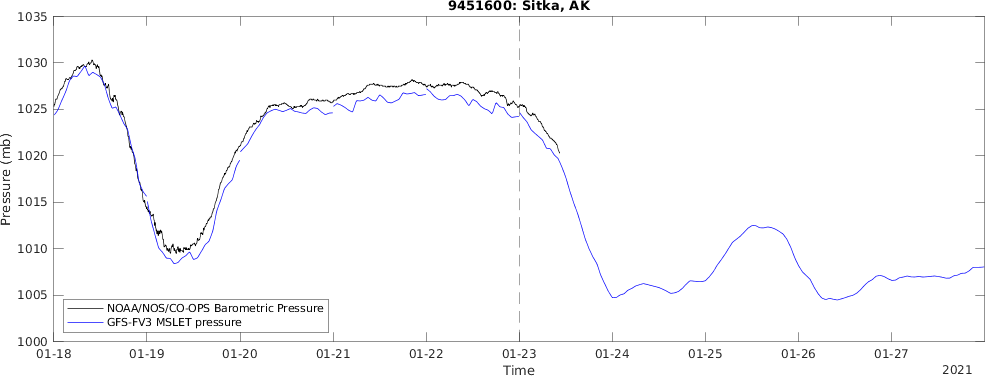 9451600: Sitka, AK
Pressure (mb)
1035
1030
1025
1020
1015
1010
1005
1000
NOAA/NOS/CO-OPS Barometric Pressure
GFS-FV3 MSLET pressure
01-18 01-19 01-20 01-21 01-22 01-23 01-24 01-25 01-26 01-27
Time
2021